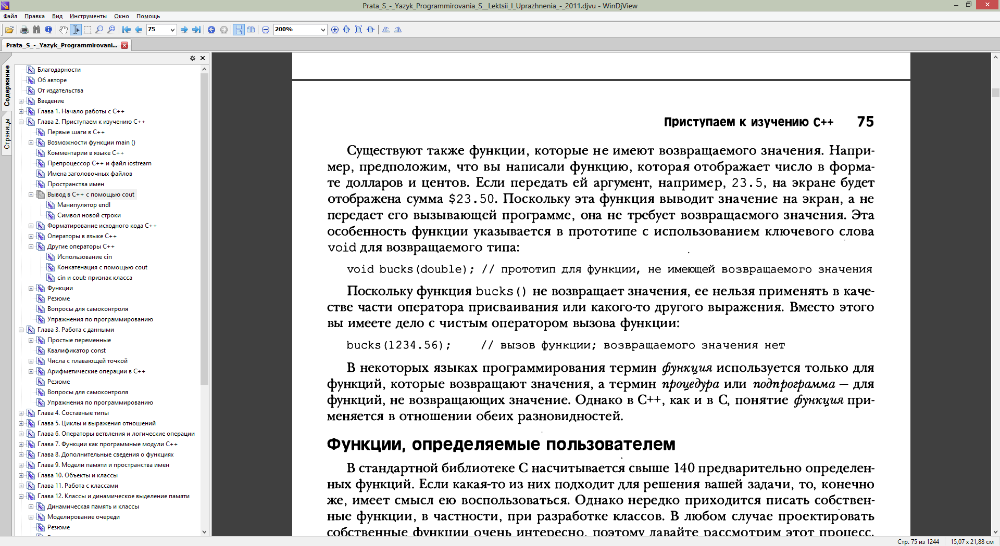 Prata_S_-_Yazyk_Programmirovania_S__Lektsii_I_Uprazhnenia_-_2011.djvu - WinDjView
Файл Правка Вид Инструменты Окно Помощь
75
200%
Prata_S_-_Yazyk_Programmirovani...
Содержание
Страницы
Благодарности
Об авторе
От издательства
Введение
Глава 1. Начало работы с C++
Глава 2. Приступаем к изучению C++
Первые шаги в C++
Возможности функции main ()
Комментарии в языке C++
Препроцессор C++ и файл iostream
Имена заголовочных файлов
Пространства имен
Вывод в C++ с помощью cout
Манипулятор endl
Символ новой строки
Форматирование исходного кода C++
Операторы в языке C++
Другие операторы C++
Использование cin
Конкатенация с помощью cout
cin и cout: признак класса
Функции
Резюме
Вопросы для самоконтроля
Упражнения по программированию
Глава 3. Работа с данными
Простые переменные
Квалификатор const
Числа с плавающей точкой
Арифметические операции в C++
Резюме
Вопросы для самоконтроля
Упражнения по программированию
Глава 4. Составные типы
Глава 5. Циклы и выражения отношений
Глава 6. Операторы ветвления и логические операции
Глава 7. Функции как программные модули C++
Глава 8. Дополнительные сведения о функциях
Глава 9. Модели памяти и пространства имен
Глава 10. Объекты и классы
Глава 11. Работа с классами
Глава 12. Классы и динамическое выделение памяти
Динамическая память и классы
Моделирование очереди
Резюме
Приступаем к изучению C++ 75
Существуют также функции, которые не имеют возвращаемого значения. Напри-
мер, предположим, что вы написали функцию, которая отображает число в форма-
те долларов и центов. Если передать ей аргумент, например, 23.5, на экране будет
отображена сумма $23.50. Поскольку эта функция выводит значение на экран, а не
передает его вызывающей программе, она не требует возвращаемого значения. Эта
особенность функции указывается в прототипе с использованием ключевого слова
void для возвращаемого типа:
void bucks(double); // прототип для функции, не имеющей возвращаемого значения
Поскольку функция bucks() не возвращает значения, ее нельзя применять в каче-
стве части оператора присваивания или какого-то другого выражения. Вместо этого
вы имеете дело с чистым оператором вызова функции:
bucks(1234.56); // вызов функции; возвращаемого значения нет
В некоторых языках программирования термин функция используется только для
функций, которые возвращают значения, а термин процедура или подпрограмма — для
функций, не возвращающих значение. Однако в C++, как и в C, понятие функция при-
меняется в отношении обеих разновидностей.
Функции, определяемые пользователем
В стандартной библиотеке C насчитывается свыше 140 предварительно определен-
ных функций. Если какая-то из них подходит для решения вашей задачи, то, конечно
же, имеет смысл ею воспользоваться. Однако нередко приходится писать собствен-
ные функции, в частности, при разработке классов. В любом случае проектировать
собственные функции очень интересно, поэтому давайте рассмотрим этот процесс.
Стр. 75 из 1244 15,07 x 21,88 см